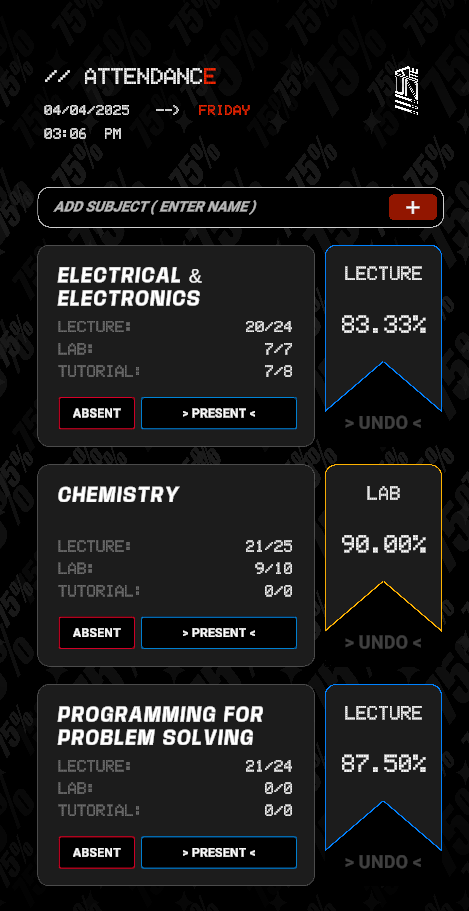 // ATTENDANCE
04/04/2025 --> FRIDAY
03:06 PM
ADD SUBJECT ( ENTER NAME ) +
ELECTRICAL &
ELECTRONICS
LECTURE: 20/24
LAB: 7/7
TUTORIAL: 7/8
ABSENT > PRESENT <
LECTURE
83.33%
> UNDO <
CHEMISTRY
LECTURE: 21/25
LAB: 9/10
TUTORIAL: 0/0
ABSENT > PRESENT <
LAB
90.00%
> UNDO <
PROGRAMMING FOR
PROBLEM SOLVING
LECTURE: 21/24
LAB: 0/0
TUTORIAL: 0/0
ABSENT > PRESENT <
LECTURE
87.50%
> UNDO <
75%